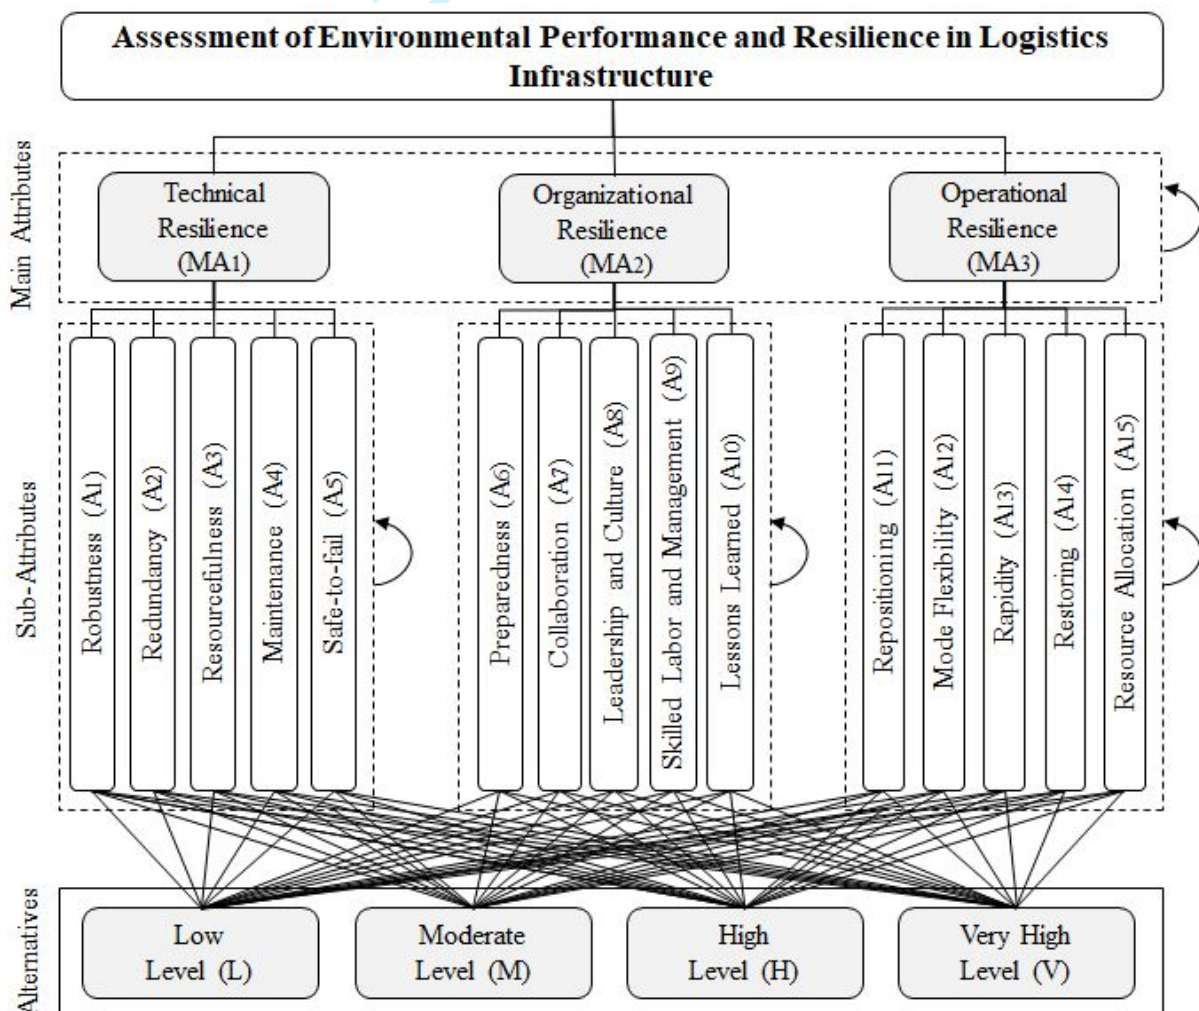 Assessment of Environmental Performance and Resilience in Logistics
Infrastructure
Main Attributes
Technical
Resilience
(MA1)
Organizational
Resilience
(MA2)
Operational
Resilience
(MA3)
Sub-Attributes
Robustness (A1)
Redundancy (A2)
Resourcefulness (A3)
Maintenance (A4)
Safe-to-fail (A5)
Preparedness (A6)
Collaboration (A7)
Leadership and Culture (A8)
Skilled Labor and Management (A9)
Lessons Learned (A10)
Repositioning (A11)
Mode Flexibility (A12)
Rapidity (A13)
Restoring (A14)
Resource Allocation (A15)
Alternatives
Low
Level (L)
Moderate
Level (M)
High
Level (H)
Very High
Level (V)